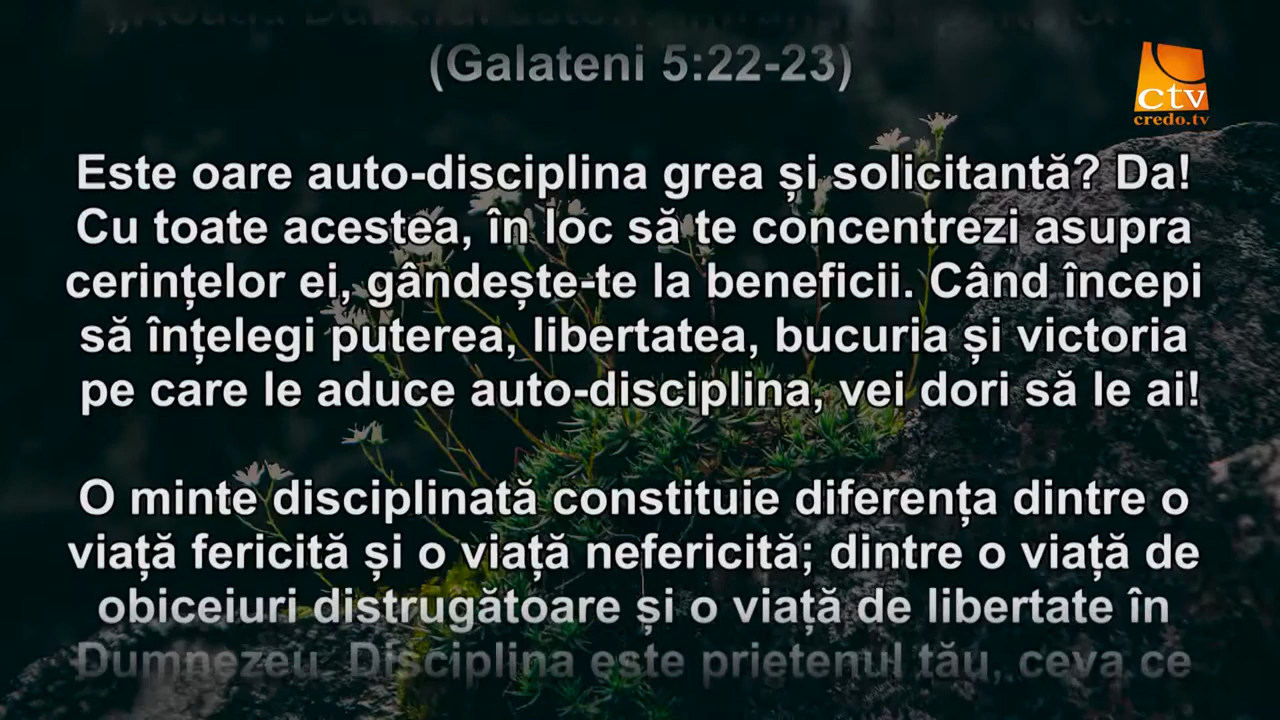 (Galateni 5:22-23)
ctv
credo.tv
Este oare auto-disciplina grea și solicitantă? Da!
Cu toate acestea, în loc să te concentrezi asupra
cerințelor ei, gândește-te la beneficii. Când începi
să înțelegi puterea, libertatea, bucuria și victoria
pe care le aduce auto-disciplina, vei dori să le ai!
O minte disciplinată constituie diferența dintre o
viață fericită și o viață nefericită; dintre o viață de
obiceiuri distrugătoare și o viață de libertate în
Dumnezeu. Disciplina este prietenul tău, ceva ce